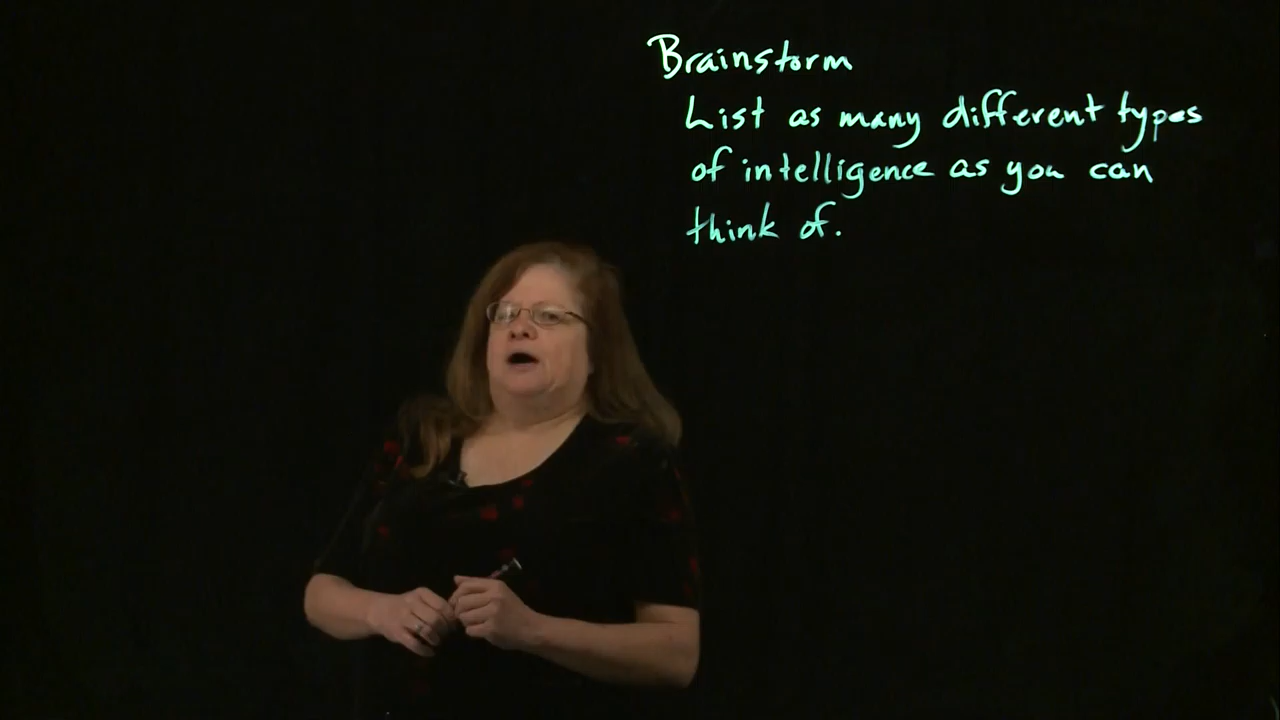 Brainstorm
List as many different types
of intelligence as you can
think of.